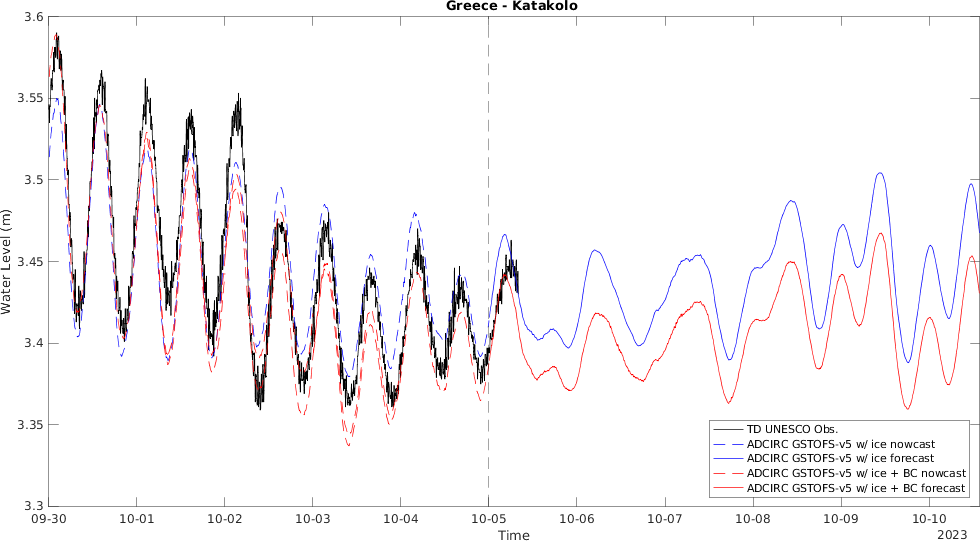 Greece - Katakolo
3.6
3.55
3.5
3.45
3.4
3.35
3.3
Water Level (m)
09-30 10-01 10-02 10-03 10-04 10-05 10-06 10-07 10-08 10-09 10-10
Time
2023
TD UNESCO Obs.
ADCIRC GSTOFS-v5 w/ ice nowcast
ADCIRC GSTOFS-v5 w/ ice forecast
ADCIRC GSTOFS-v5 w/ ice + BC nowcast
ADCIRC GSTOFS-v5 w/ ice + BC forecast